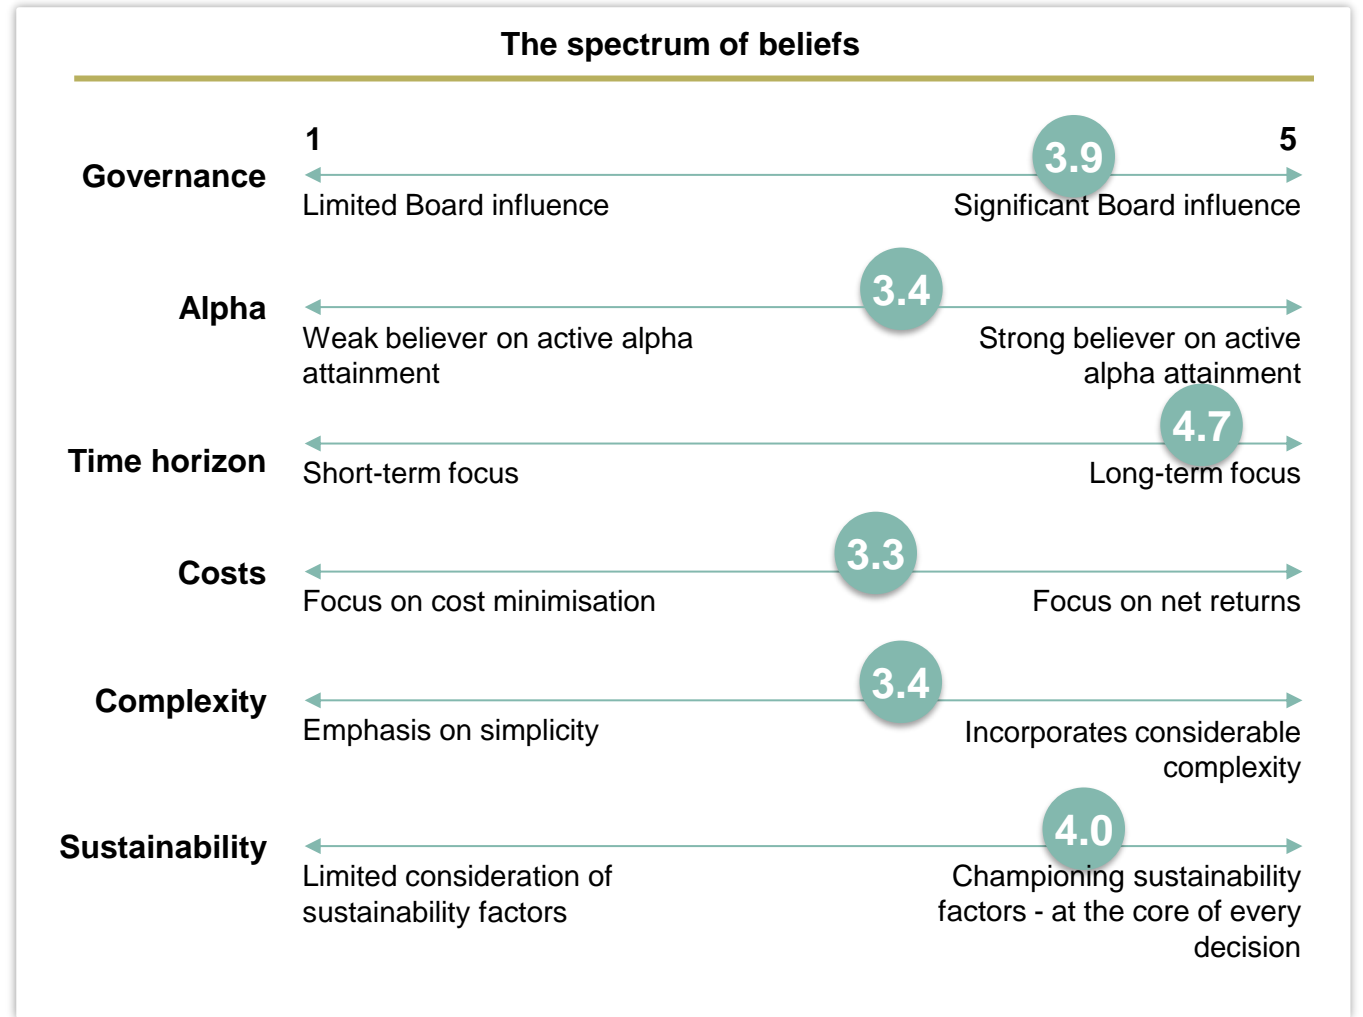 The spectrum of beliefs
1
5
Governance
3.9
Limited Board influence
Significant Board influence
Alpha
3.4
Weak believer on active alpha
attainment
Strong believer on active
alpha attainment
Time horizon
4.7
Short-term focus
Long-term focus
Costs
3.3
Focus on cost minimisation
Focus on net returns
Complexity
3.4
Emphasis on simplicity
Incorporates considerable
complexity
Sustainability
4.0
Limited consideration of
sustainability factors
Championing sustainability
factors - at the core of every
decision